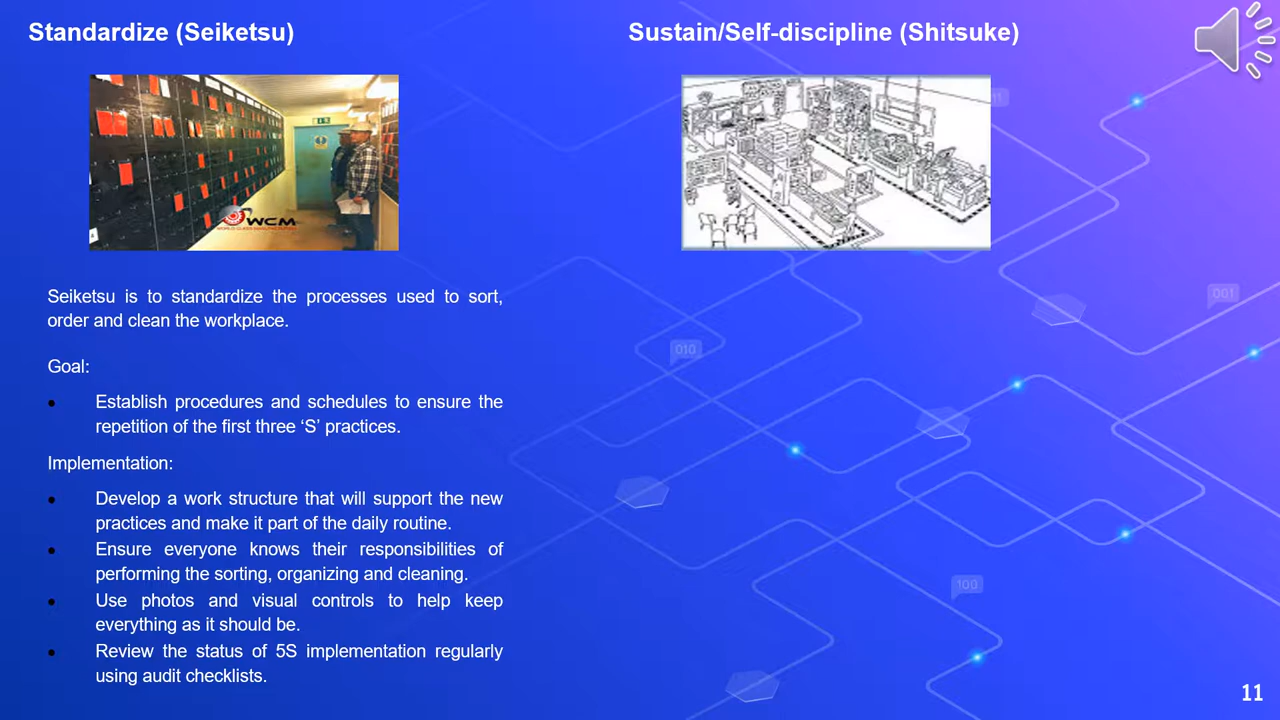 Standardize (Seiketsu)
Sustain/Self-discipline (Shitsuke)
WCM
Seiketsu is to standardize the processes used to sort,
order and clean the workplace.
Goal:
● Establish procedures and schedules to ensure the
repetition of the first three ‘S’ practices.
Implementation:
● Develop a work structure that will support the new
practices and make it part of the daily routine.
● Ensure everyone knows their responsibilities of
performing the sorting, organizing and cleaning.
● Use photos and visual controls to help keep
everything as it should be.
● Review the status of 5S implementation regularly
using audit checklists.
010
001
100
11